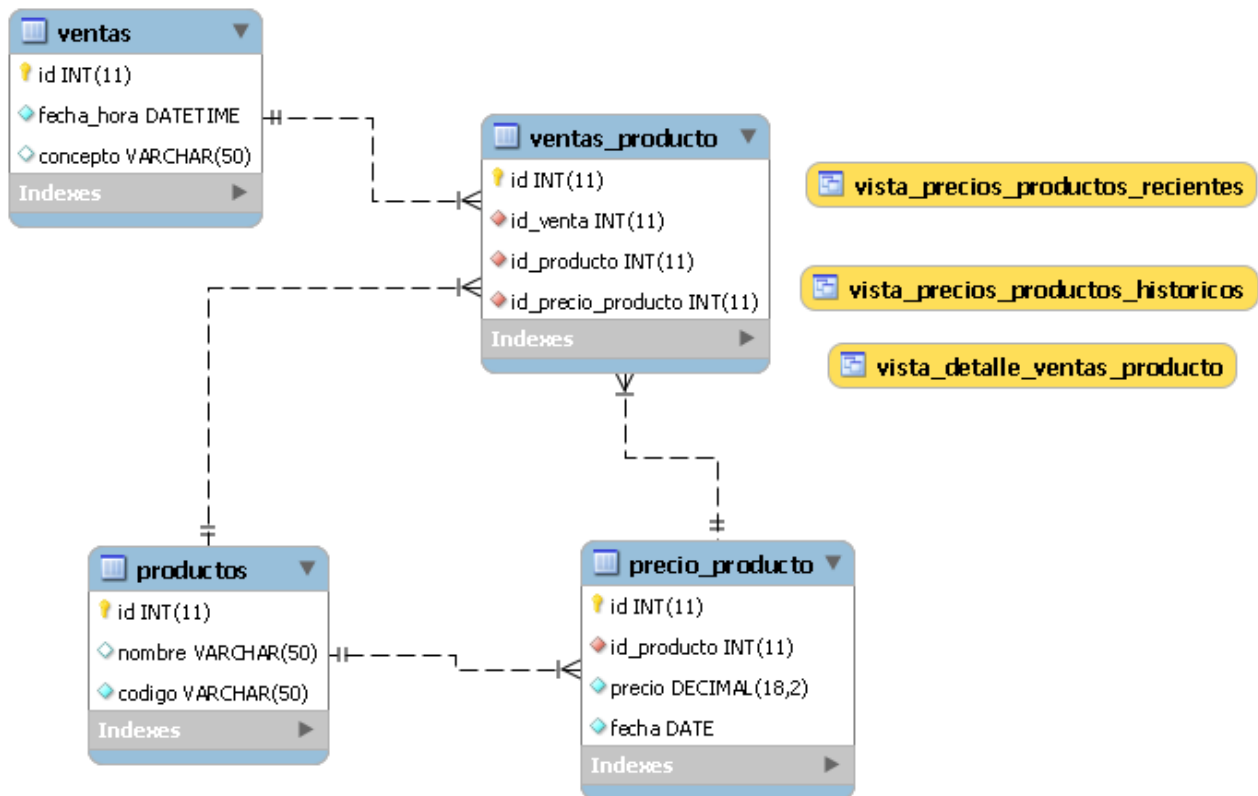 ventas
id INT(11)
fecha_hora DATETIME
concepto VARCHAR(50)
Indexes
ventas_producto
id INT(11)
id_venta INT(11)
id_producto INT(11)
id_precio_producto INT(11)
Indexes
vista_precios_productos_recientes
vista_precios_productos_historicos
vista_detalle_ventas_producto
productos
id INT(11)
nombre VARCHAR(50)
codigo VARCHAR(50)
Indexes
precio_producto
id INT(11)
id_producto INT(11)
precio DECIMAL(18,2)
fecha DATE
Indexes